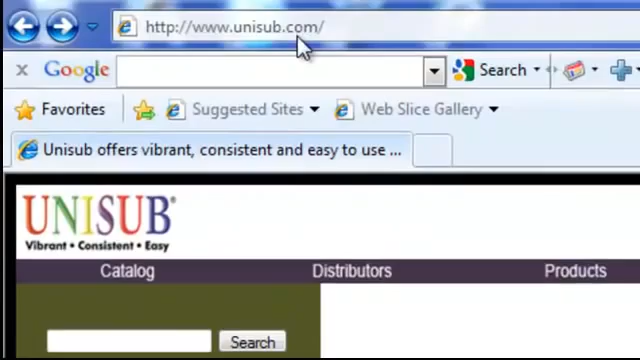 http://www.unisub.com/
x Google Search
Favorites Suggested Sites Web Slice Gallery
Unisub offers vibrant, consistent and easy to use ...
UNISUB®
Vibrant • Consistent • Easy
Catalog Distributors Products
Search